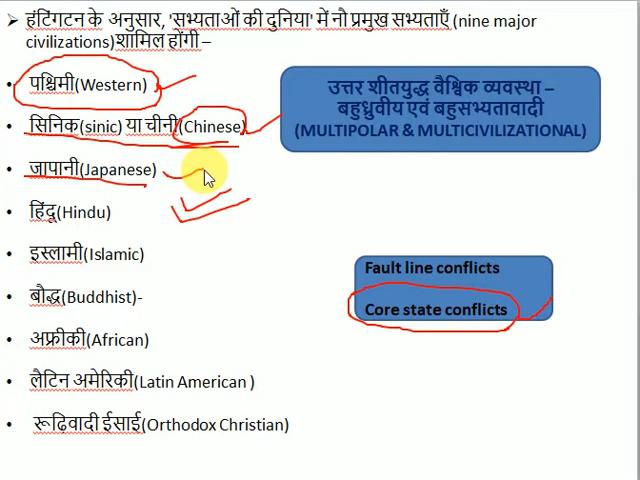 ➢ हंटिंगटन के अनुसार, 'सभ्यताओं की दुनिया' में नौ प्रमुख सभ्यताएँ (nine major
civilizations)शामिल होंगी –
• पश्चिमी(Western)
• सिनिक(sinic) या चीनी(Chinese)
• जापानी(Japanese)
• हिंदू(Hindu)
• इस्लामी(Islamic)
• बौद्ध(Buddhist)-
• अफ्रीकी(African)
• लैटिन अमेरिकी(Latin American )
• रूढ़िवादी ईसाई(Orthodox Christian)
उत्तर शीतयुद्ध वैश्विक व्यवस्था –
बहुध्रुवीय एवं बहुसभ्यतावादी
(MULTIPOLAR & MULTICIVILIZATIONAL)
Fault line conflicts
Core state conflicts